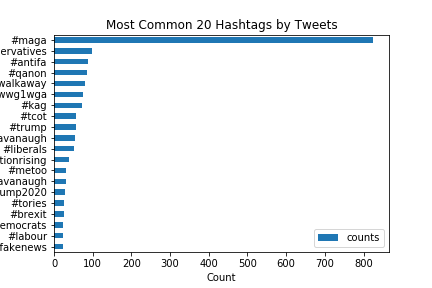 Most Common 20 Hashtags by Tweets
#maga
ervatives
#antifa
#qanon
walkaway
wwg1wga
#kag
#tcot
#trump
avanaugh
#liberals
tionrising
#metoo
avanaugh
ump2020
#tories
#brexit
emocrats
#labour
fakenews
0 100 200 300 400 500 600 700 800
counts
Count